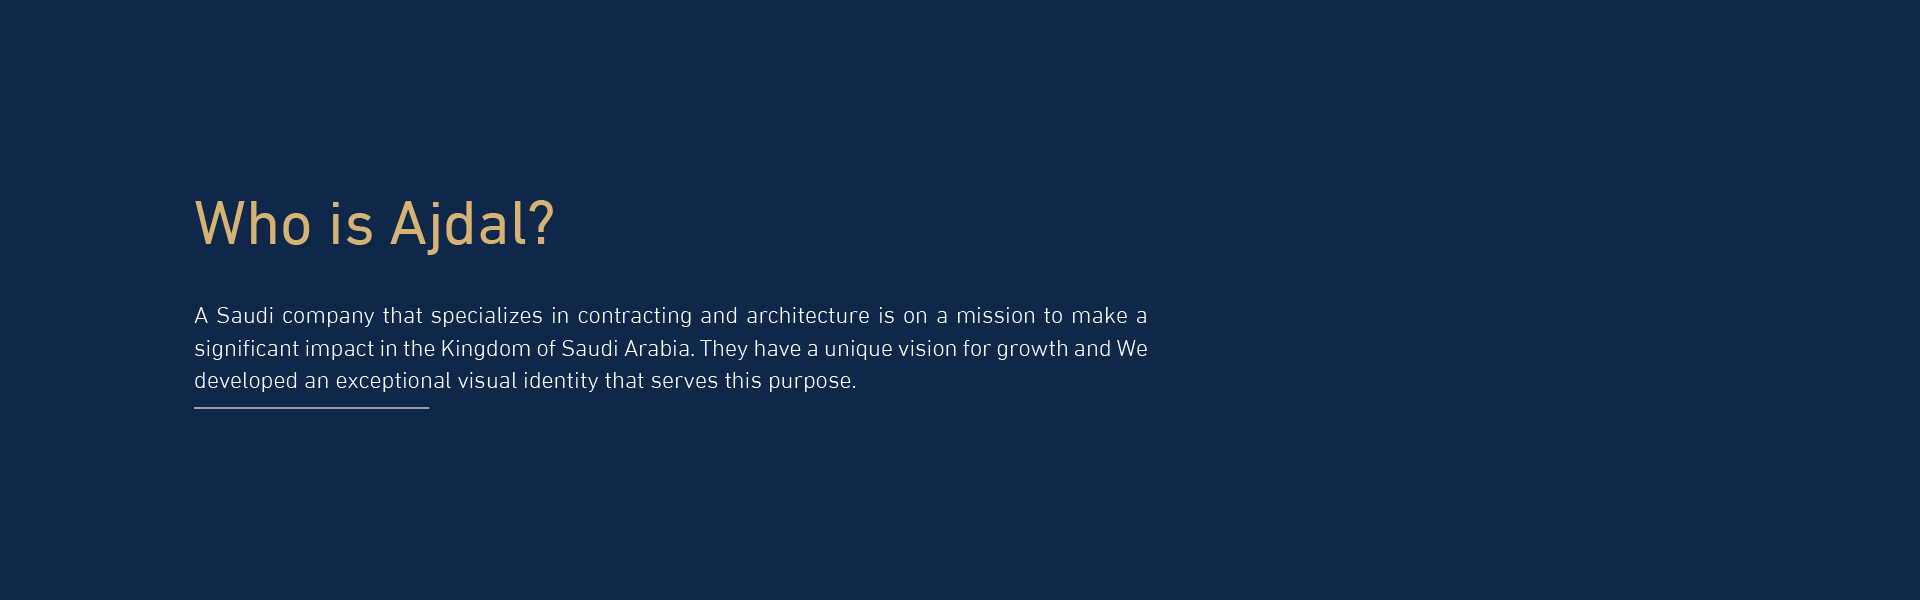 Who is Ajdal?
A Saudi company that specializes in contracting and architecture is on a mission to make a
significant impact in the Kingdom of Saudi Arabia. They have a unique vision for growth and We
developed an exceptional visual identity that serves this purpose.